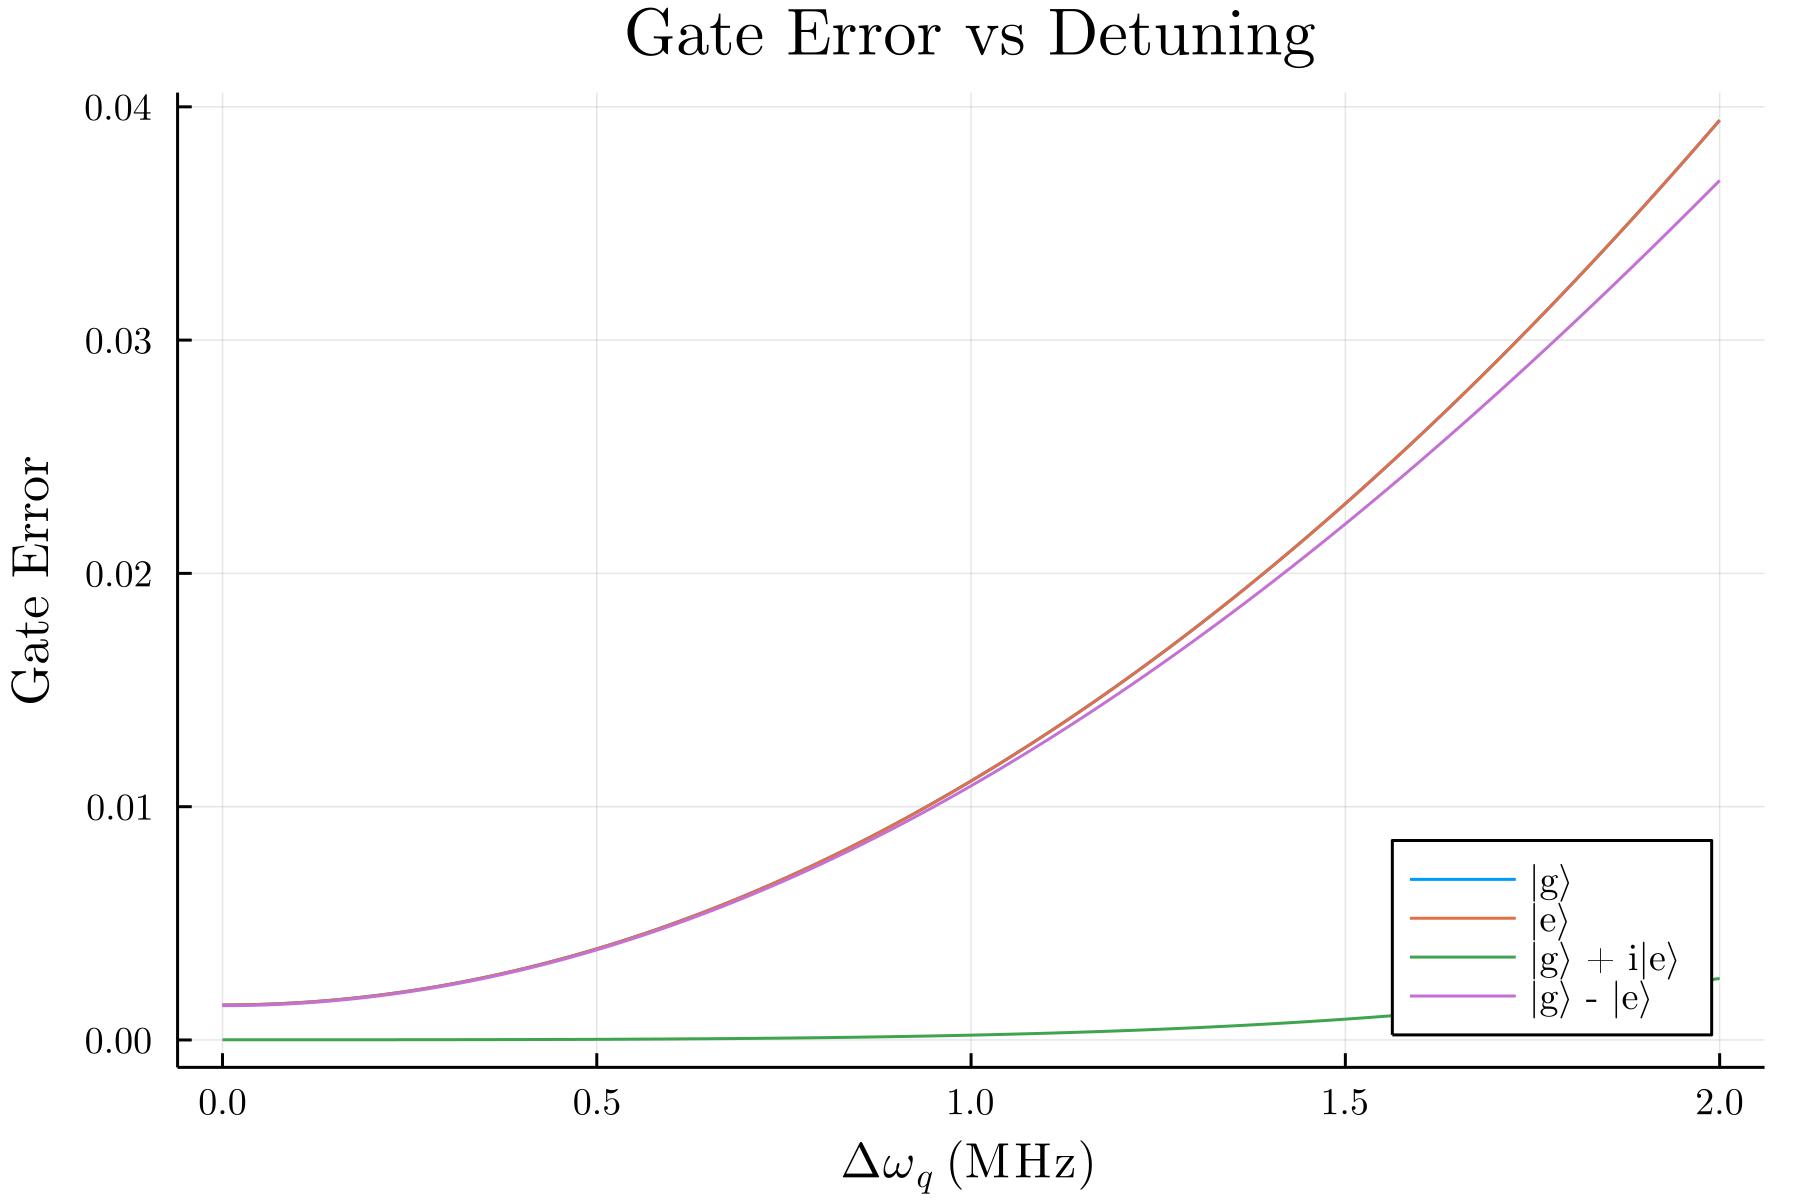 Gate Error vs Detuning
Gate Error
0.04
0.03
0.02
0.01
0.00
|g⟩
|e⟩
|g⟩ + i|e⟩
|g⟩ - |e⟩
0.0 0.5 1.0 1.5 2.0
Δω_q (MHz)